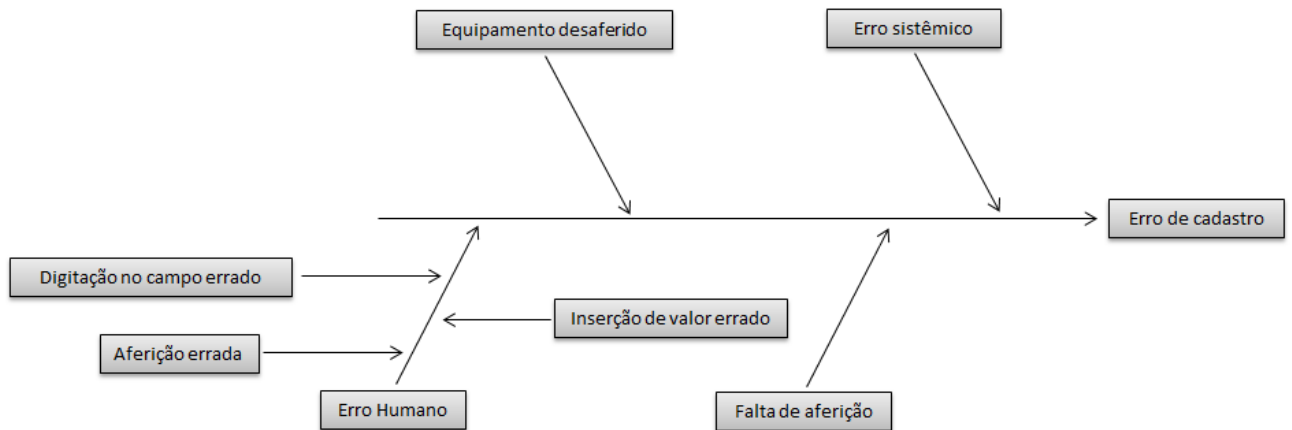 Equipamento desaferido
Erro sistêmico
Erro de cadastro
Digitação no campo errado
Inserção de valor errado
Aferição errada
Erro Humano
Falta de aferição